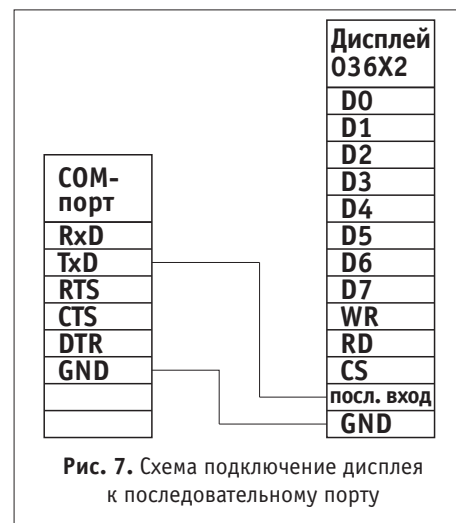 COM-
порт
RxD
TxD
RTS
CTS
DTR
GND
Дисплей
036X2
D0
D1
D2
D3
D4
D5
D6
D7
WR
RD
CS
посл. вход
GND
Рис. 7. Схема подключение дисплея
к последовательному порту